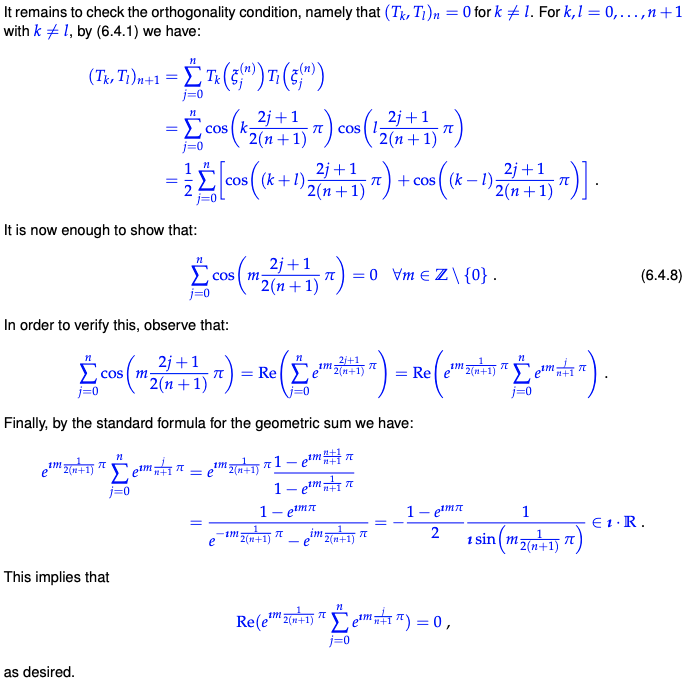 It remains to check the orthogonality condition, namely that $(T_k, T_l)_n = 0$ for $k \neq l$. For $k, l = 0, \ldots, n+1$
with $k \neq l$, by (6.4.1) we have:
$(T_k, T_l)_{n+1} = \sum_{j=0}^{n} T_k\left(\xi_j^{(n)}\right) T_l\left(\xi_j^{(n)}\right)$
$= \sum_{j=0}^{n} \cos\left(k \frac{2j+1}{2(n+1)} \pi\right) \cos\left(l \frac{2j+1}{2(n+1)} \pi\right)$
$= \frac{1}{2} \sum_{j=0}^{n} \left[\cos\left((k+l) \frac{2j+1}{2(n+1)} \pi\right) + \cos\left((k-l) \frac{2j+1}{2(n+1)} \pi\right)\right] .$
It is now enough to show that:
$\sum_{j=0}^{n} \cos\left(m \frac{2j+1}{2(n+1)} \pi\right) = 0 \quad \forall m \in \mathbb{Z} \setminus \{0\} .$ (6.4.8)
In order to verify this, observe that:
$\sum_{j=0}^{n} \cos\left(m \frac{2j+1}{2(n+1)} \pi\right) = \mathrm{Re}\left(\sum_{j=0}^{n} e^{\imath m \frac{2j+1}{2(n+1)} \pi}\right) = \mathrm{Re}\left(e^{\imath m \frac{1}{2(n+1)} \pi} \sum_{j=0}^{n} e^{\imath m \frac{j}{n+1} \pi}\right) .$
Finally, by the standard formula for the geometric sum we have:
$e^{\imath m \frac{1}{2(n+1)} \pi} \sum_{j=0}^{n} e^{\imath m \frac{j}{n+1} \pi} = e^{\imath m \frac{1}{2(n+1)} \pi} \frac{1 - e^{\imath m \frac{n+1}{n+1} \pi}}{1 - e^{\imath m \frac{1}{n+1} \pi}}$
$= \frac{1 - e^{\imath m \pi}}{e^{-\imath m \frac{1}{2(n+1)} \pi} - e^{i m \frac{1}{2(n+1)} \pi}} = -\frac{1 - e^{\imath m \pi}}{2} \frac{1}{\imath \sin\left(m \frac{1}{2(n+1)} \pi\right)} \in \imath \cdot \mathbb{R} .$
This implies that
$\mathrm{Re}(e^{\imath m \frac{1}{2(n+1)} \pi} \sum_{j=0}^{n} e^{\imath m \frac{j}{n+1} \pi}) = 0 ,$
as desired.